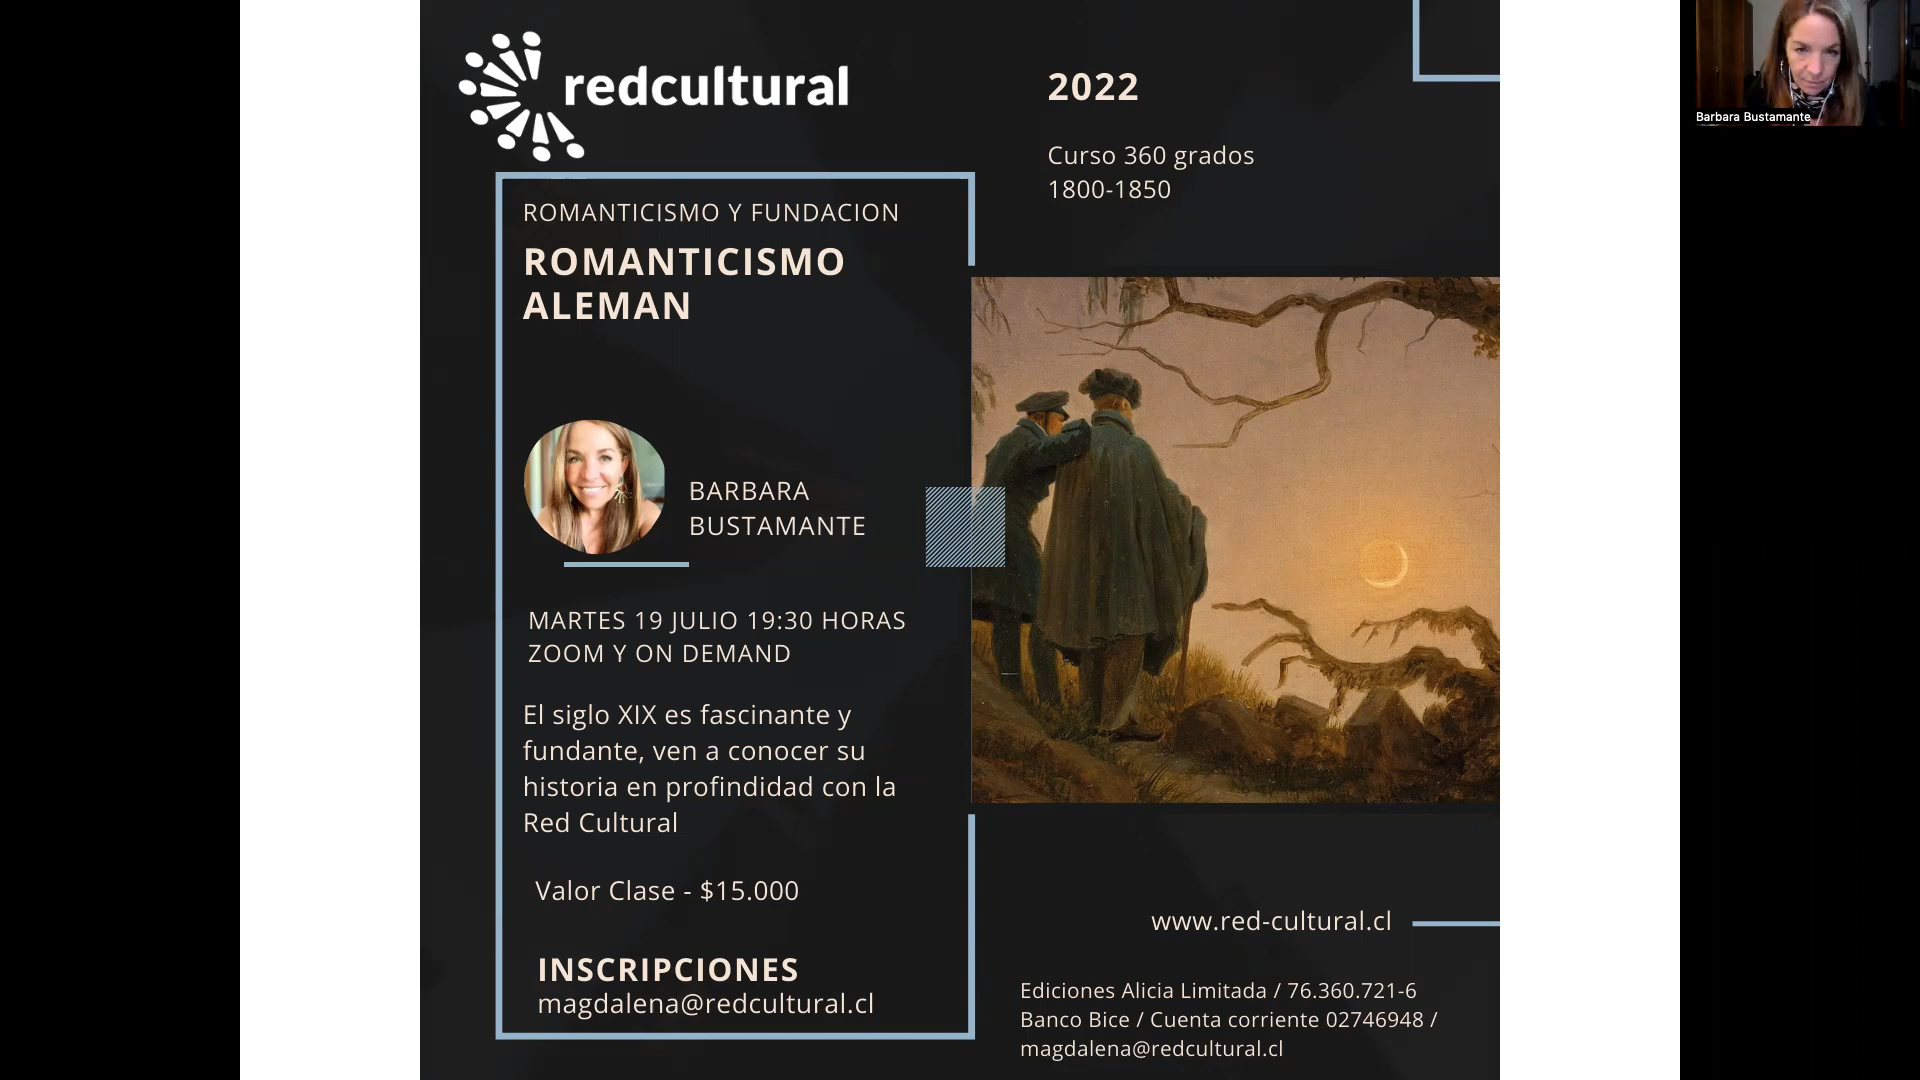 redcultural
2022
Curso 360 grados
1800-1850
ROMANTICISMO Y FUNDACION
ROMANTICISMO
ALEMAN
BARBARA
BUSTAMANTE
MARTES 19 JULIO 19:30 HORAS
ZOOM Y ON DEMAND
El siglo XIX es fascinante y
fundante, ven a conocer su
historia en profindidad con la
Red Cultural
Valor Clase - $15.000
INSCRIPCIONES
magdalena@redcultural.cl
www.red-cultural.cl
Ediciones Alicia Limitada / 76.360.721-6
Banco Bice / Cuenta corriente 02746948 /
magdalena@redcultural.cl
Barbara Bustamante